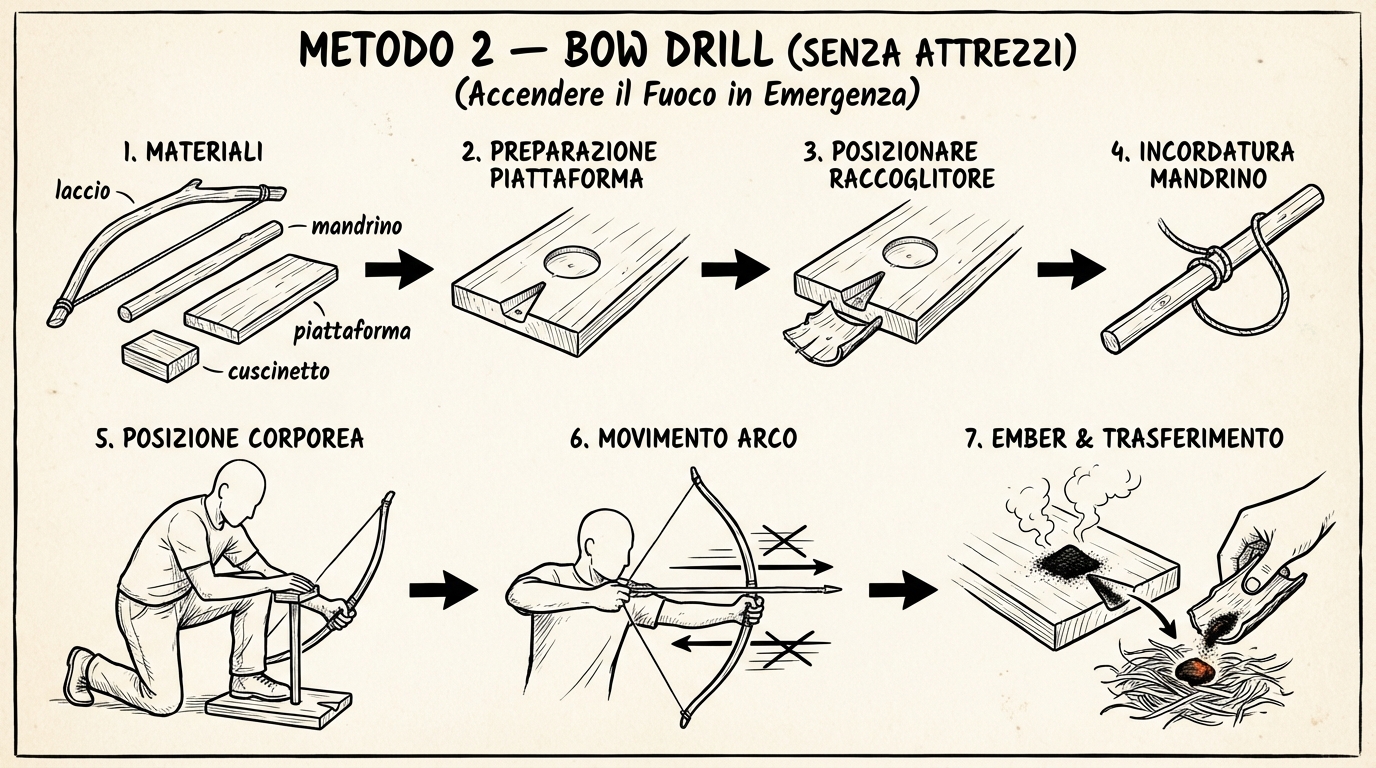 METODO 2 — BOW DRILL (SENZA ATTREZZI)
(Accendere il Fuoco in Emergenza)
1. MATERIALI
laccio
mandrino
piattaforma
cuscinetto
2. PREPARAZIONE
PIATTAFORMA
3. POSIZIONARE
RACCOGLITORE
4. INCORDATURA
MANDRINO
5. POSIZIONE CORPOREA
6. MOVIMENTO ARCO
7. EMBER & TRASFERIMENTO